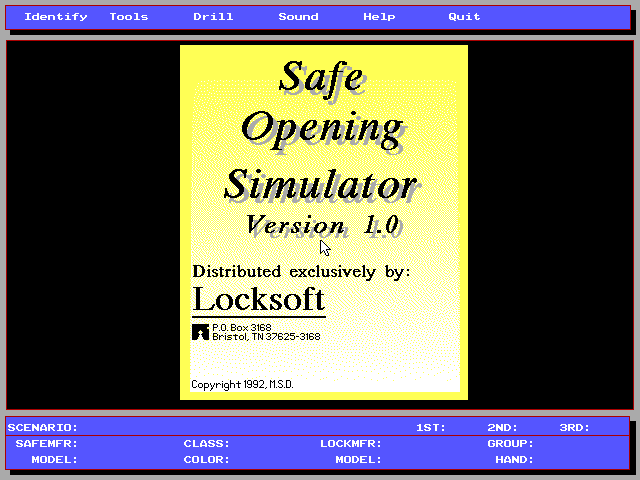 Identify Tools Drill Sound Help Quit
Safe
Opening
Simulator
Version 1.0
Distributed exclusively by:
Locksoft
P.O. Box 3168
Bristol, TN 37625-3168
Copyright 1992, M.S.D.
SCENARIO: 1ST: 2ND: 3RD:
SAFEMFR: CLASS: LOCKMFR: GROUP:
MODEL: COLOR: MODEL: HAND: